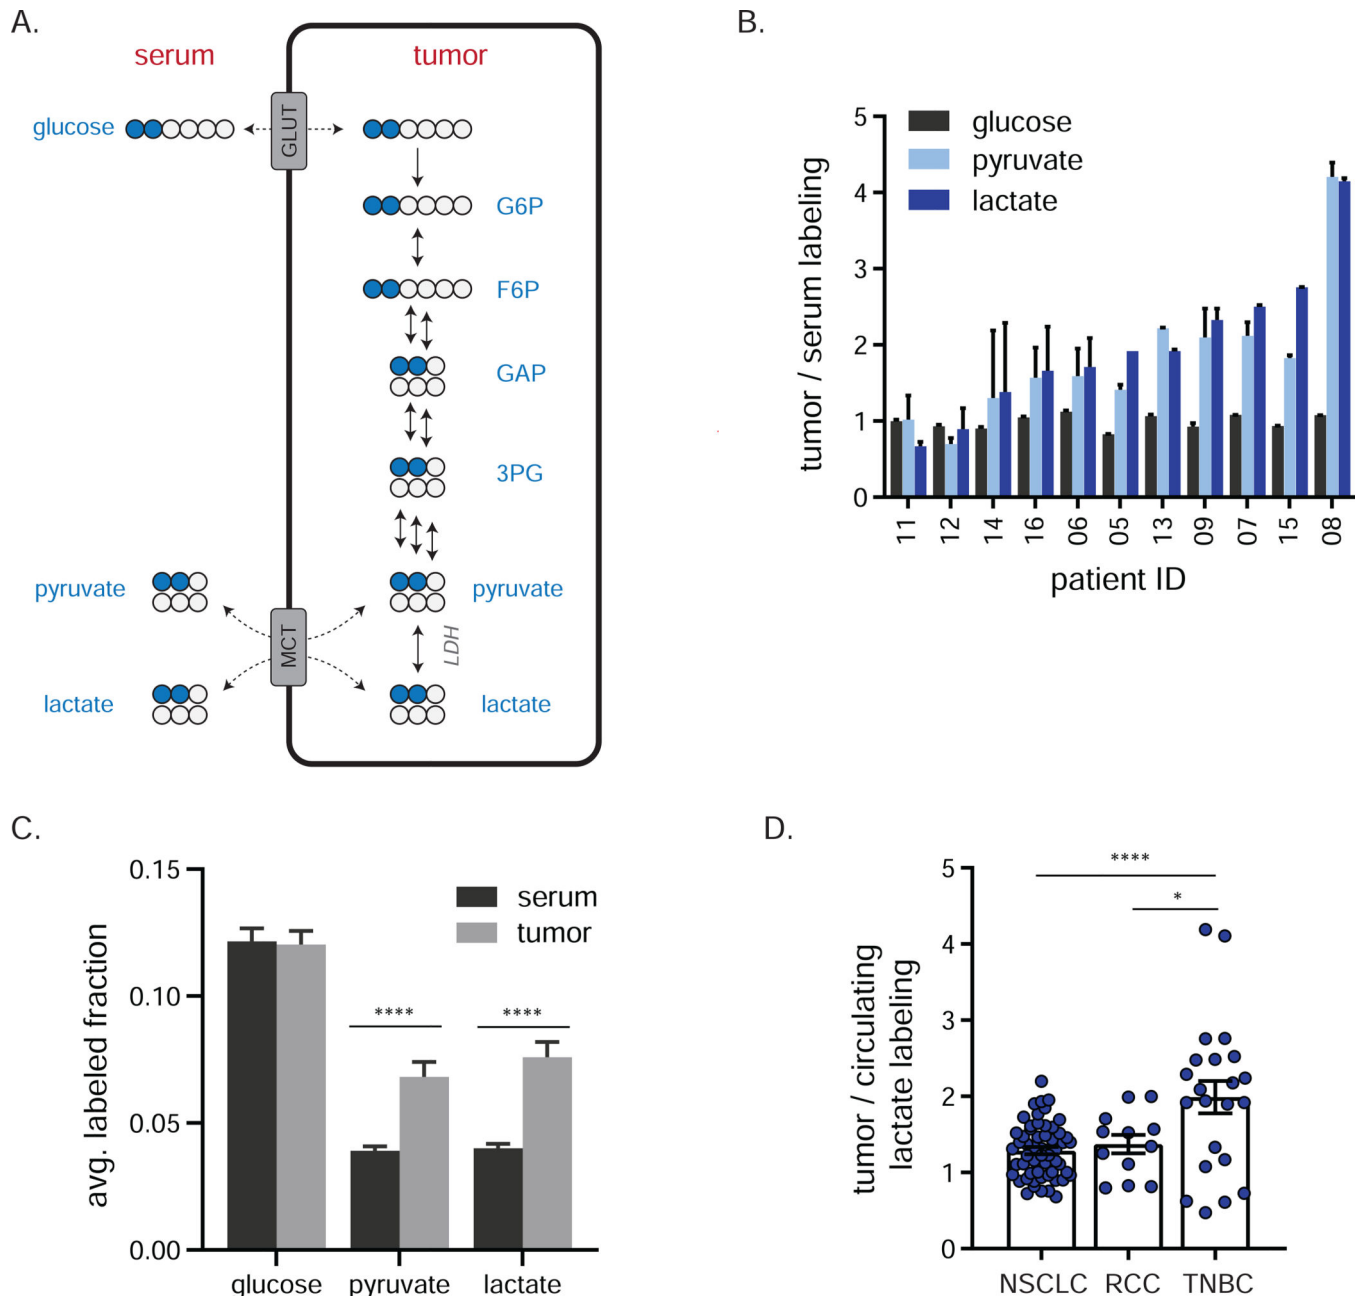 A.
serum
tumor
glucose
GLUT
G6P
F6P
GAP
3PG
pyruvate
pyruvate
MCT
LDH
lactate
lactate
B.
tumor / serum labeling
5
4
3
2
1
0
glucose
pyruvate
lactate
11 12 14 16 06 05 13 09 07 15 08
patient ID
C.
avg. labeled fraction
0.15
0.10
0.05
0.00
serum
tumor
**** ****
glucose pyruvate lactate
D.
tumor / circulating
lactate labeling
5
4
3
2
1
0
****
*
NSCLC RCC TNBC